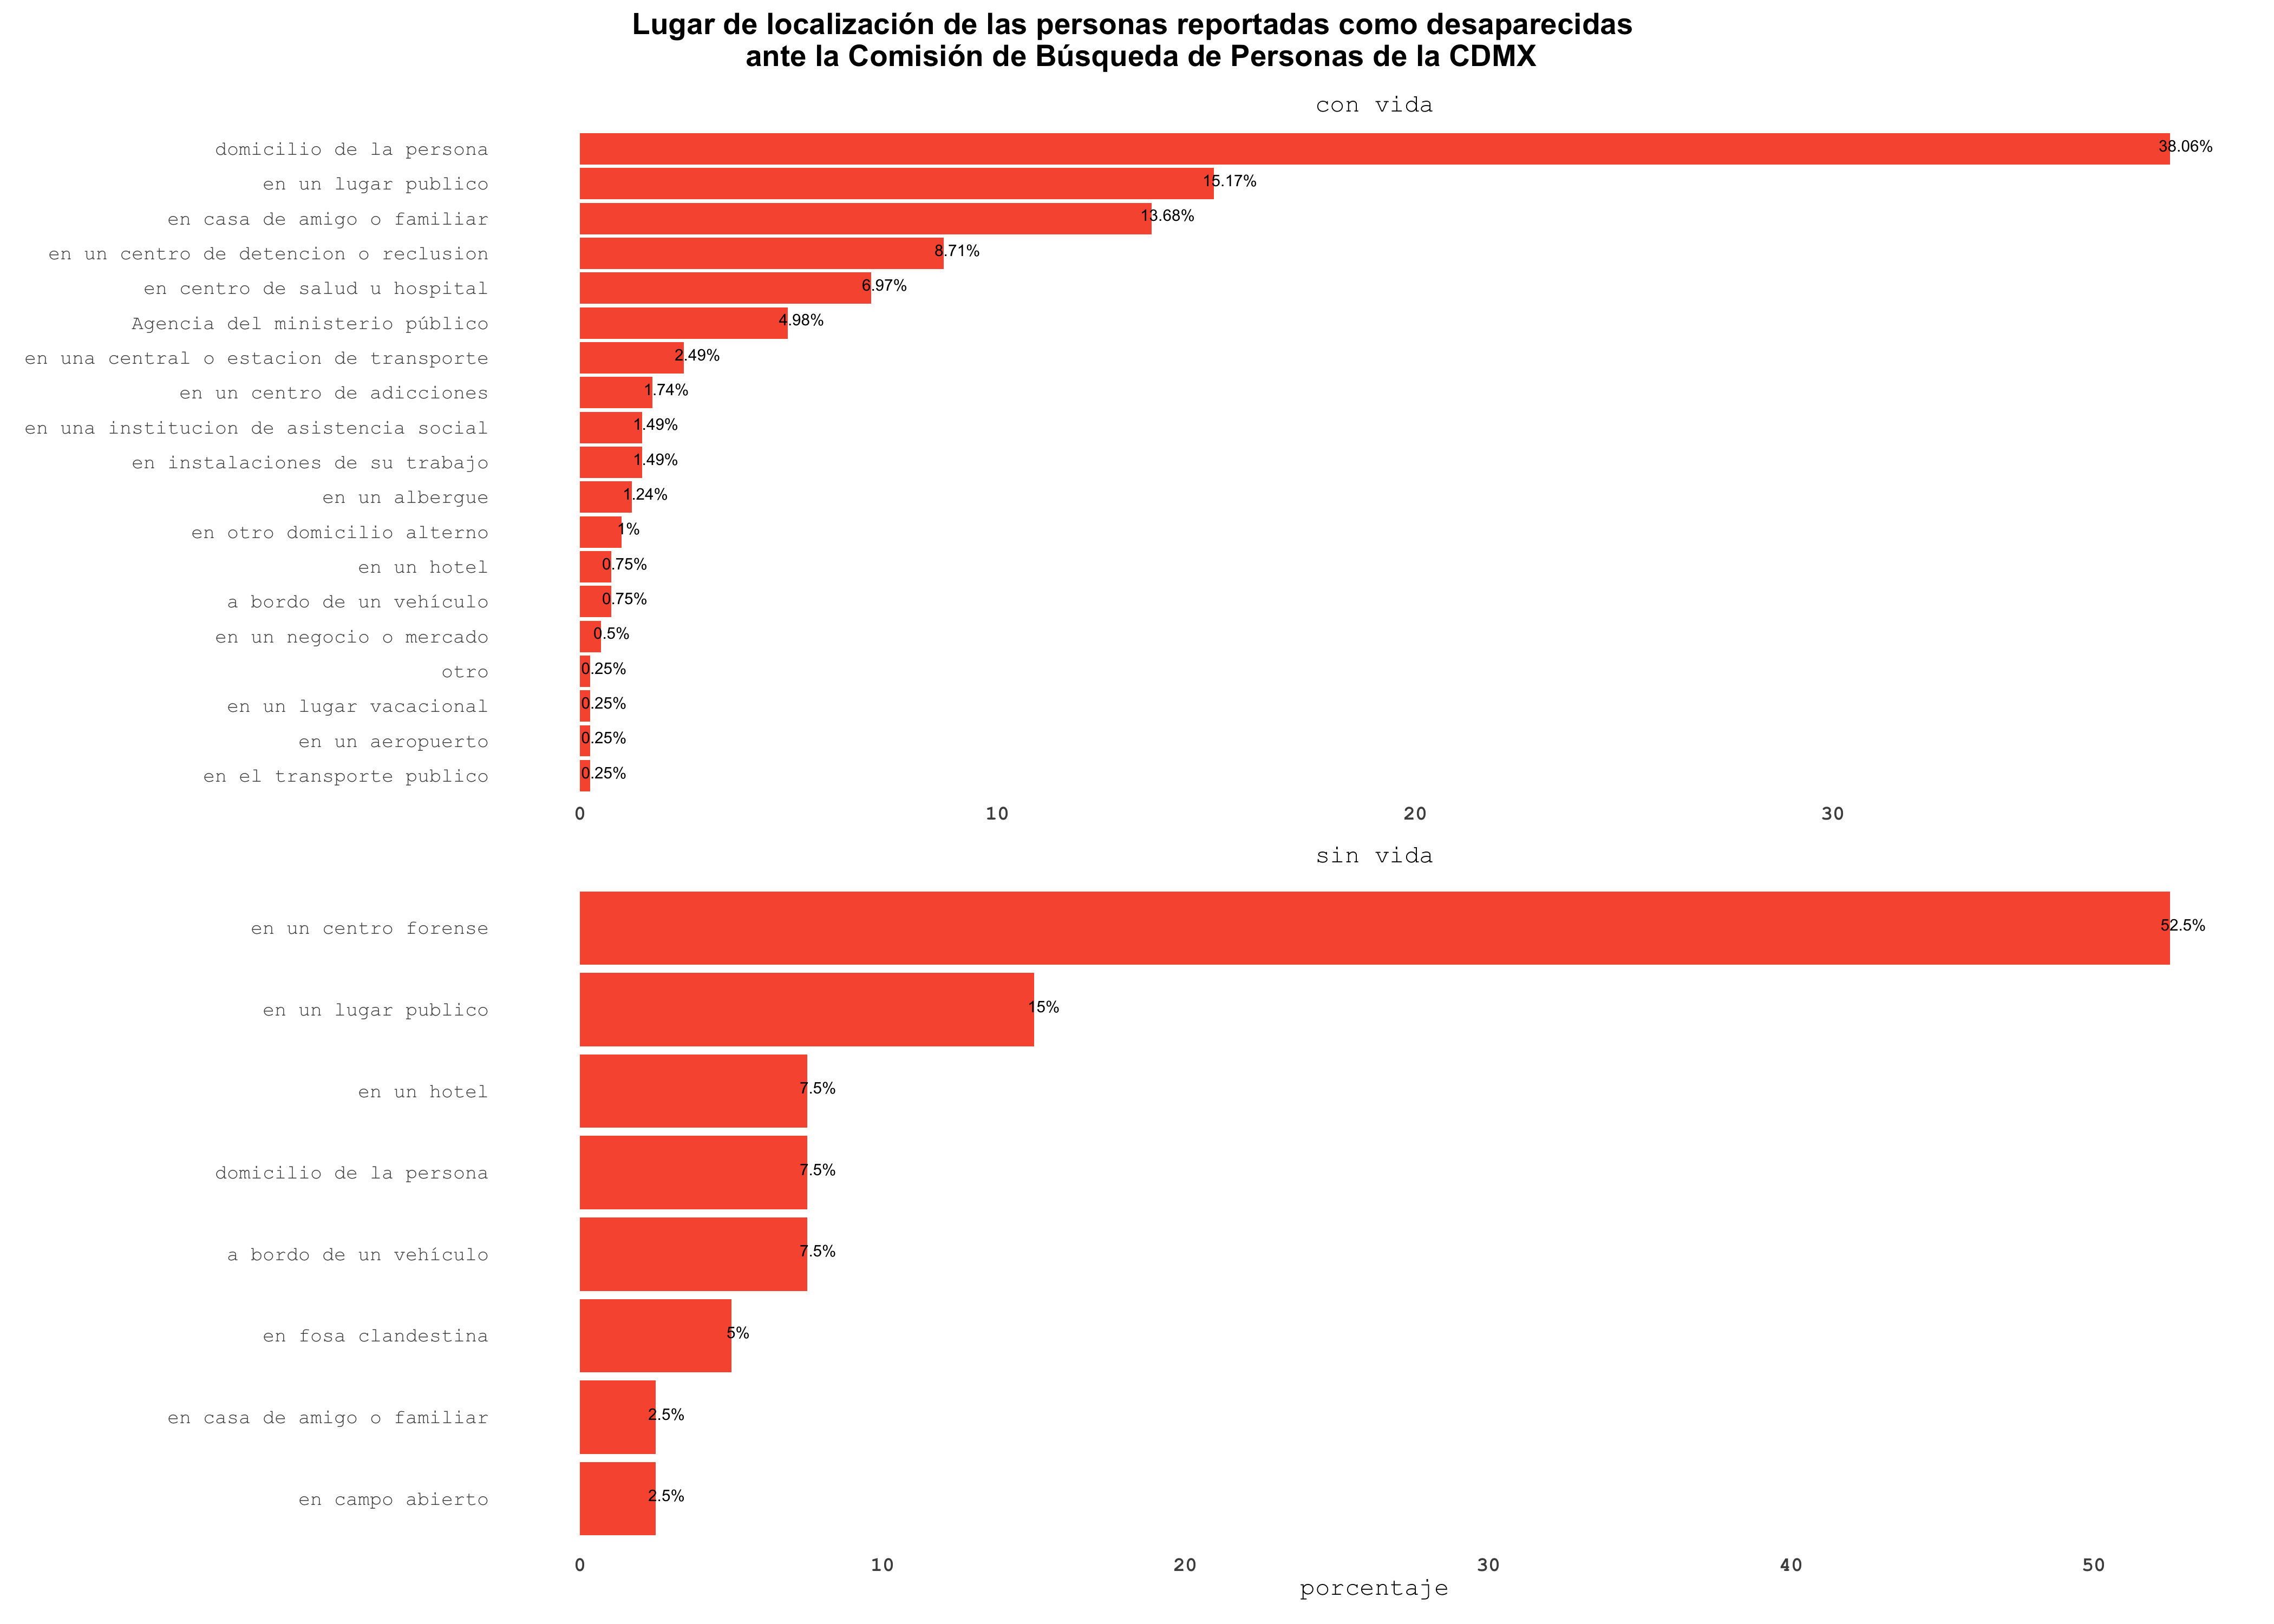 Lugar de localización de las personas reportadas como desaparecidas
ante la Comisión de Búsqueda de Personas de la CDMX
con vida
domicilio de la persona 38.06%
en un lugar publico 15.17%
en casa de amigo o familiar 13.68%
en un centro de detencion o reclusion 8.71%
en centro de salud u hospital 6.97%
Agencia del ministerio público 4.98%
en una central o estacion de transporte 2.49%
en un centro de adicciones 1.74%
en una institucion de asistencia social 1.49%
en instalaciones de su trabajo 1.49%
en un albergue 1.24%
en otro domicilio alterno 1%
en un hotel 0.75%
a bordo de un vehículo 0.75%
en un negocio o mercado 0.5%
otro 0.25%
en un lugar vacacional 0.25%
en un aeropuerto 0.25%
en el transporte publico 0.25%
0 10 20 30
sin vida
en un centro forense 52.5%
en un lugar publico 15%
en un hotel 7.5%
domicilio de la persona 7.5%
a bordo de un vehículo 7.5%
en fosa clandestina 5%
en casa de amigo o familiar 2.5%
en campo abierto 2.5%
0 10 20 30 40 50
porcentaje